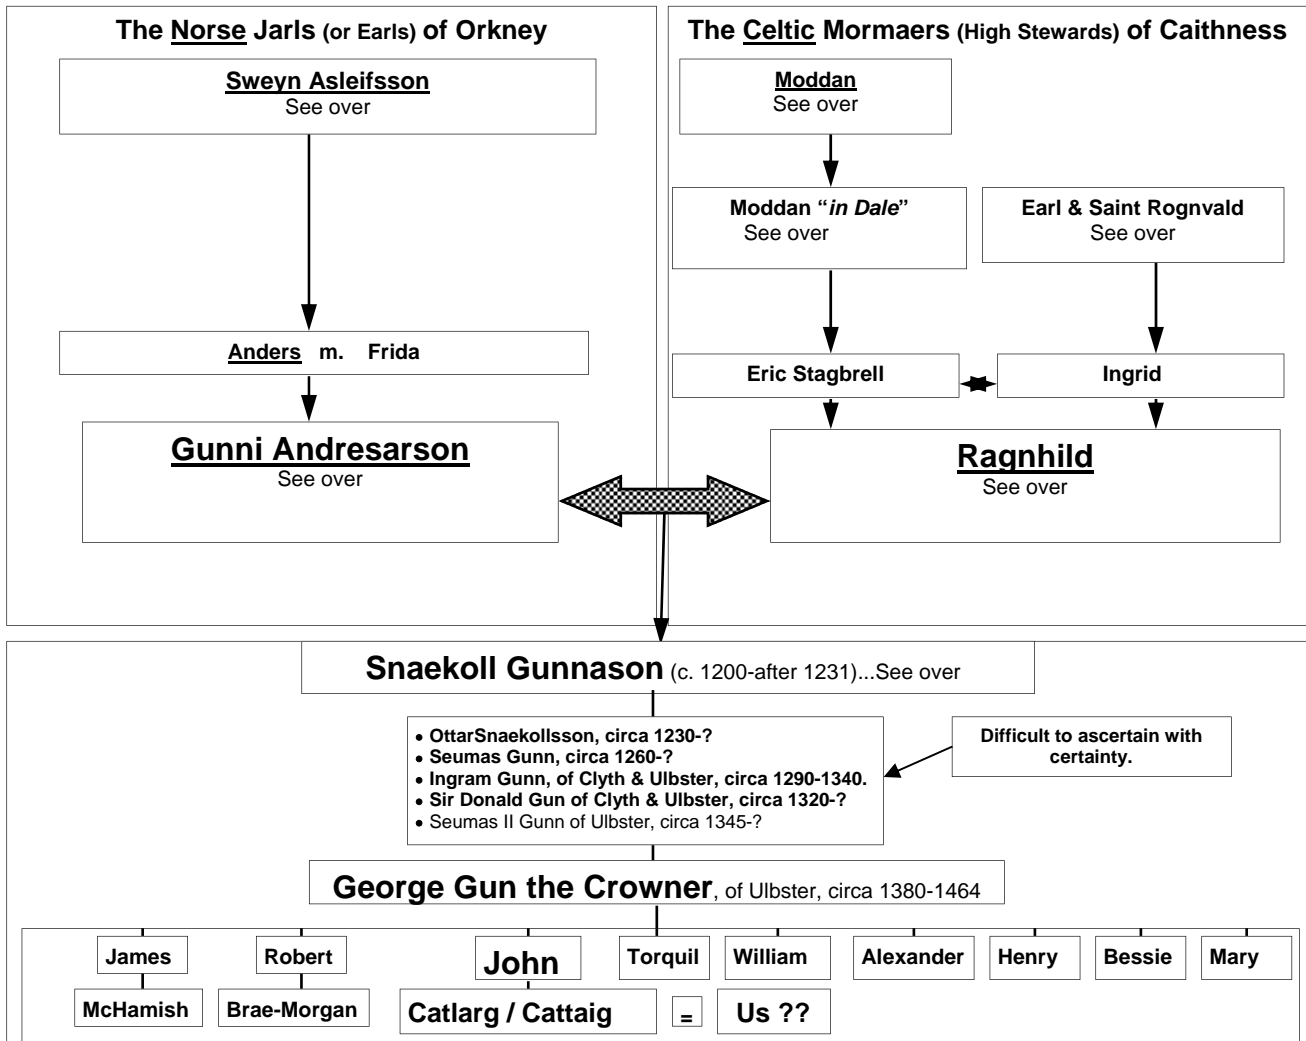 The Norse Jarls (or Earls) of Orkney
Sweyn Asleifsson
See over
Anders m. Frida
Gunni Andresarson
See over
The Celtic Mormaers (High Stewards) of Caithness
Moddan
See over
Moddan “in Dale”
See over
Earl & Saint Rognvald
See over
Eric Stagbrell
Ingrid
Ragnhild
See over
Snaekoll Gunnason (c. 1200-after 1231)...See over
• OttarSnaekollsson, circa 1230-?
• Seumas Gunn, circa 1260-?
• Ingram Gunn, of Clyth & Ulbster, circa 1290-1340.
• Sir Donald Gun of Clyth & Ulbster, circa 1320-?
• Seumas II Gunn of Ulbster, circa 1345-?
Difficult to ascertain with
certainty.
George Gun the Crowner, of Ulbster, circa 1380-1464
James
Robert
John
Torquil
William
Alexander
Henry
Bessie
Mary
McHamish
Brae-Morgan
Catlarg / Cattaig
=
Us ??